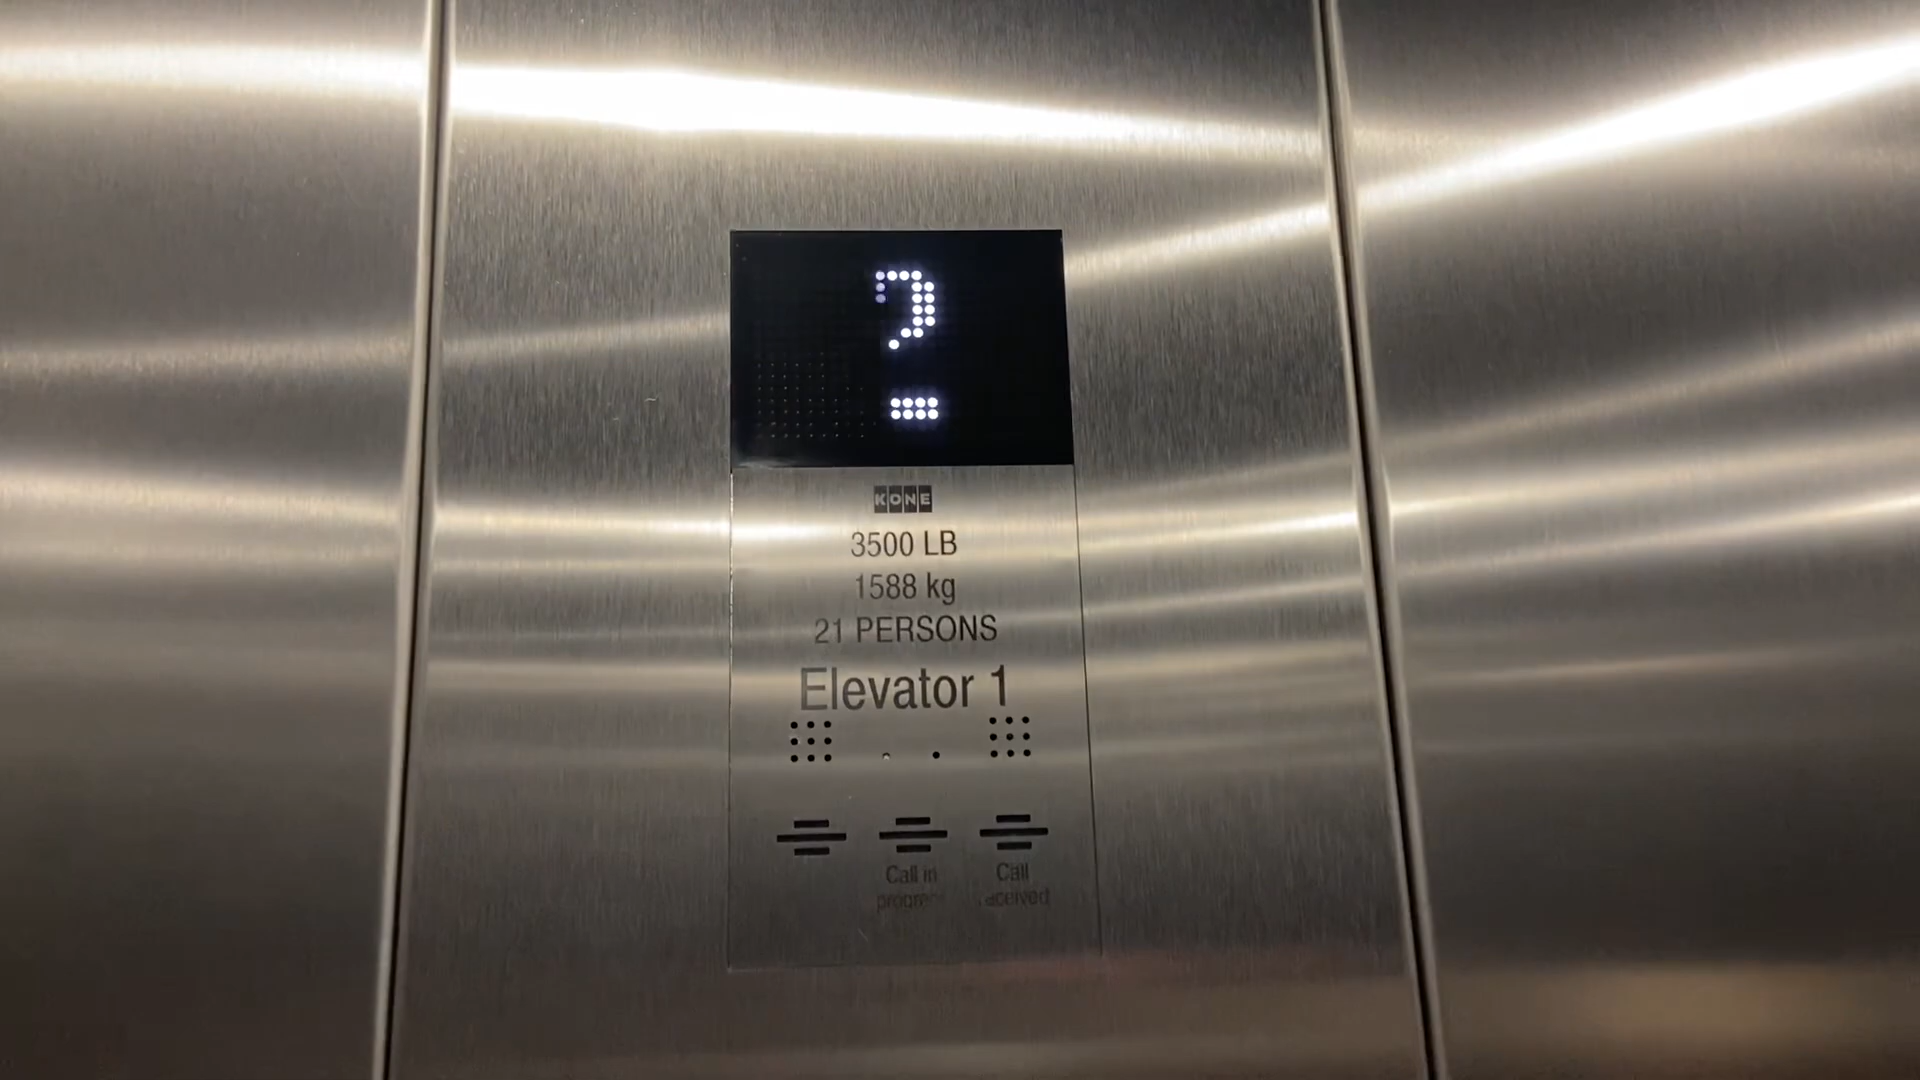 KONE
3500 LB
1588 kg
21 PERSONS
Elevator 1
Call in
Call